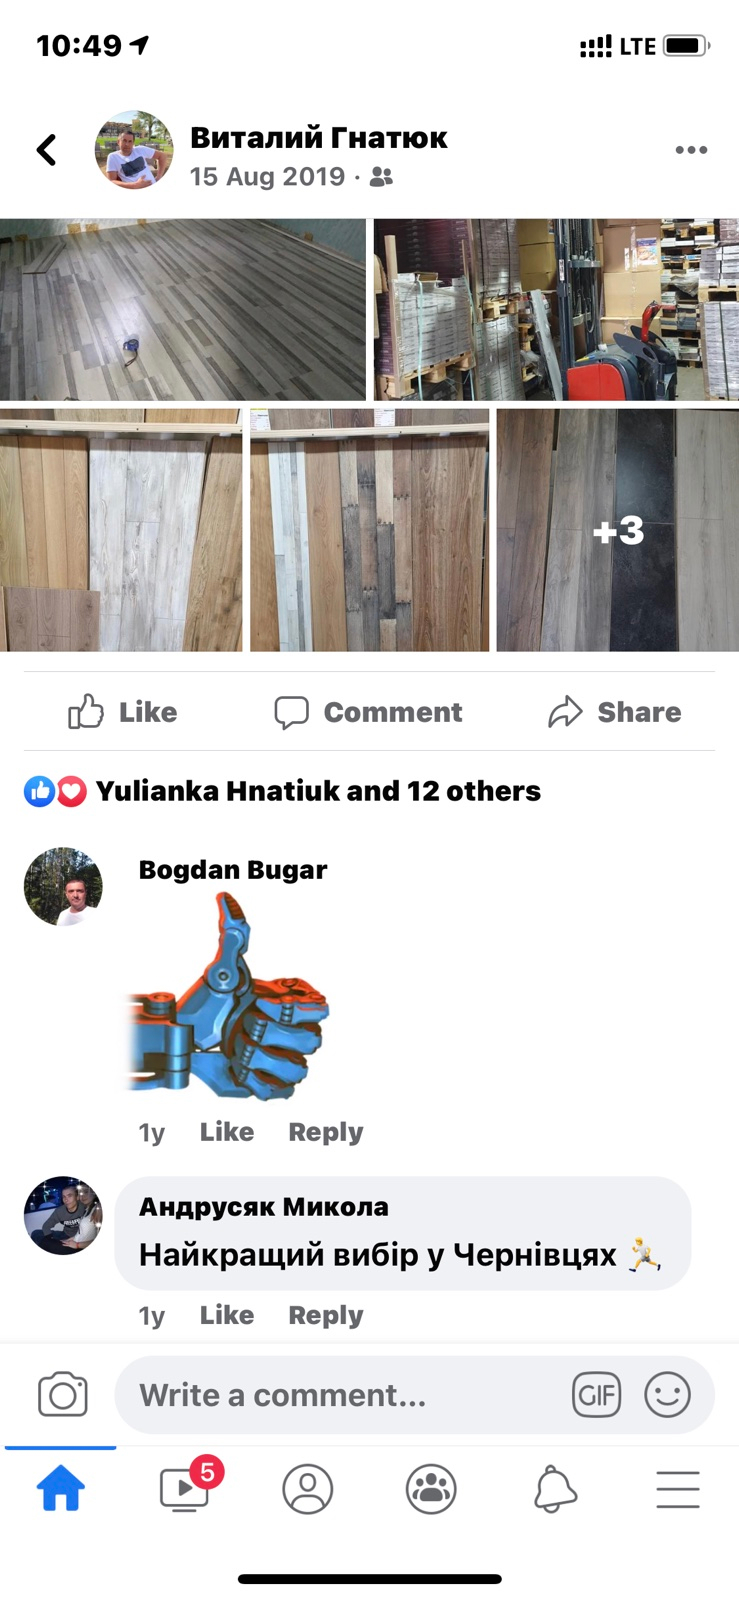 10:49
LTE
Виталий Гнатюк
15 Aug 2019 ·
+3
Like
Comment
Share
Yulianka Hnatiuk and 12 others
Bogdan Bugar
1y Like Reply
Андрусяк Микола
Найкращий вибір у Чернівцях 🏃,
1y Like Reply
Write a comment...
GIF
5